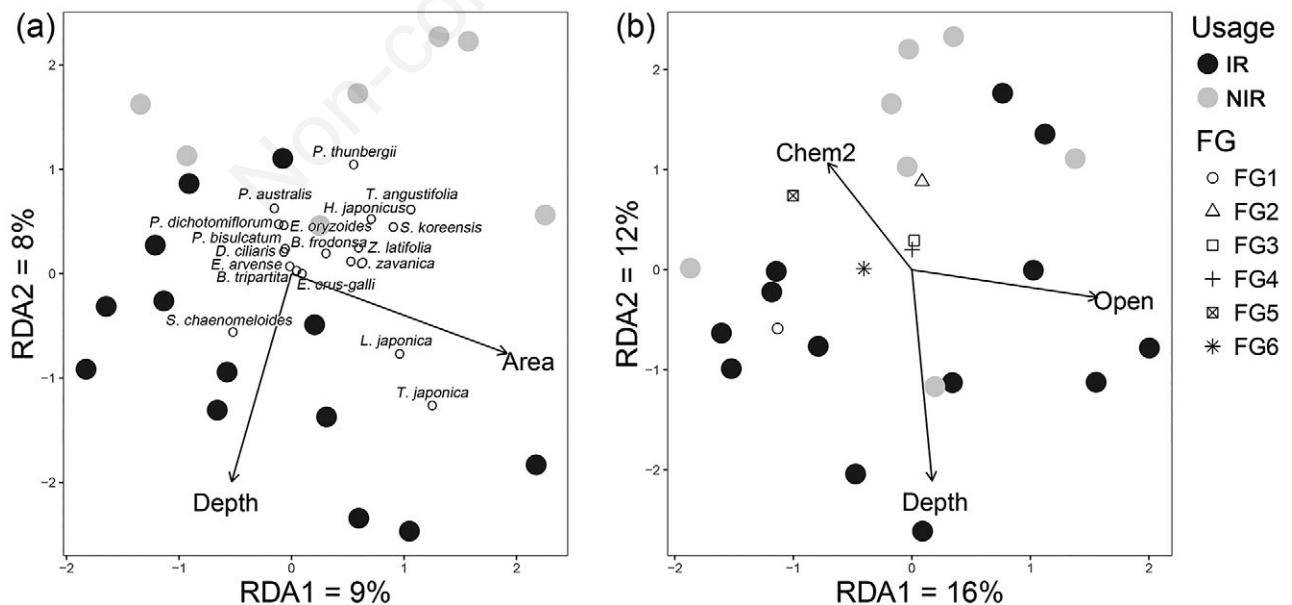 (a)
Non-com
P. thunbergii
P. australis
T. angustifolia
H. japonicus
P. dichotomiflorum
E. oryzoides
S. koreensis
P. bisulcatum
B. frodonsa
Z. latifolia
D. ciliaris
O. zavanica
E. arvense
B. tripartita
E. crus-galli
S. chaenomeloides
L. japonica
Area
T. japonica
Depth
2
1
0
−1
−2
RDA2 = 8%
−2 −1 0 1 2
RDA1 = 9%
(b)
Chem2
Open
Depth
2
1
0
−1
−2
RDA2 = 12%
−2 −1 0 1 2
RDA1 = 16%
Usage
IR
NIR
FG
FG1
FG2
FG3
FG4
FG5
FG6